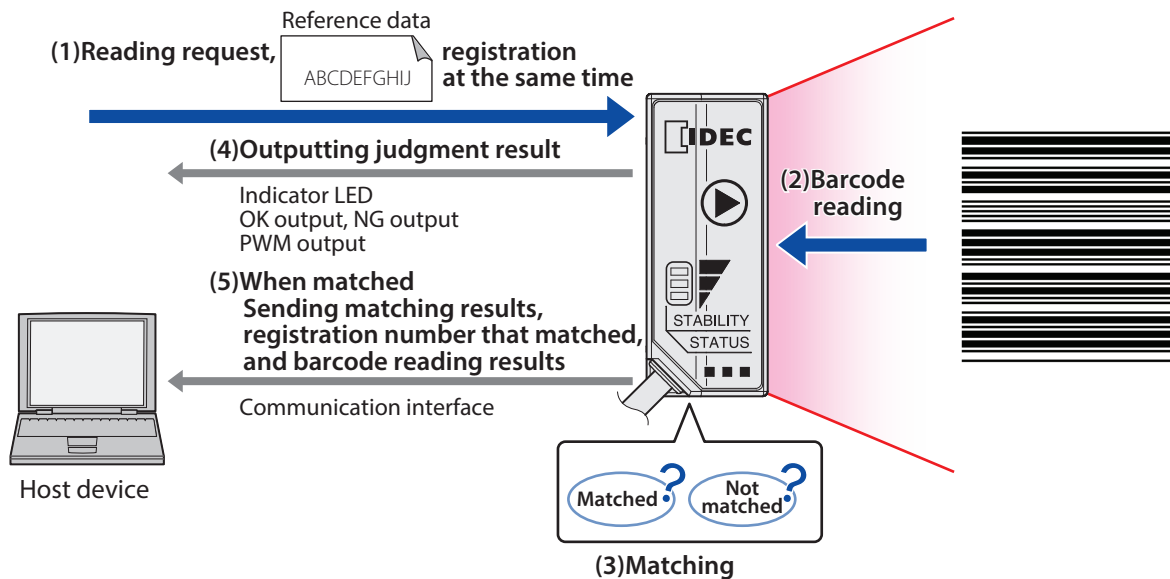 Reference data
(1)Reading request,
ABCDEFGHIJ
registration
at the same time
IDEC
(4)Outputting judgment result
Indicator LED
OK output, NG output
PWM output
(2)Barcode
reading
(5)When matched
Sending matching results,
registration number that matched,
and barcode reading results
STABILITY
STATUS
Communication interface
Host device
Matched ?
Not
matched ?
(3)Matching